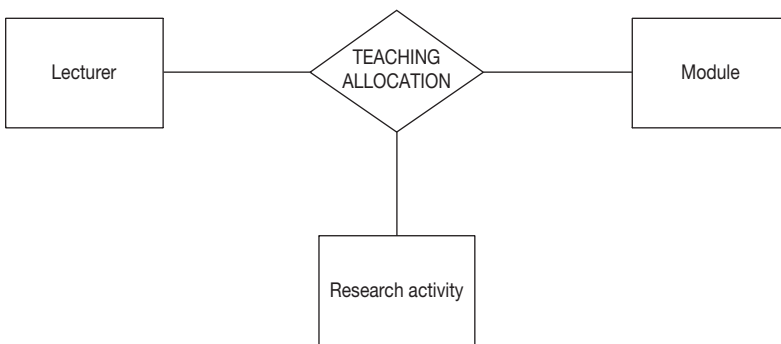 Lecturer
TEACHING
ALLOCATION
Module
Research activity